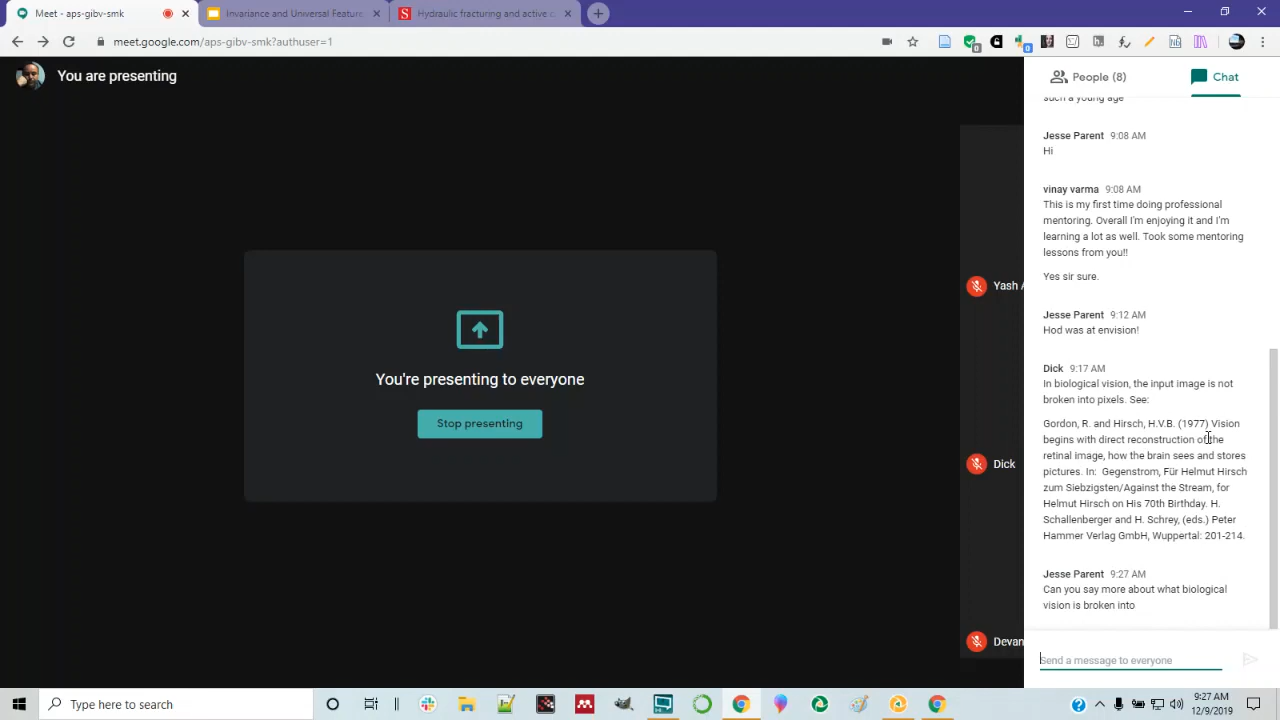 Meet - aps-gibv-smk
Invariance and Universal Feature
Hydraulic fracturing and active c
meet.google.com/aps-gibv-smk?authuser=1
0
0
You are presenting
People (8)
Chat
such a young age
Jesse Parent 9:08 AM
Hi
vinay varma 9:08 AM
This is my first time doing professional
mentoring. Overall I'm enjoying it and I'm
learning a lot as well. Took some mentoring
lessons from you!!
Yes sir sure.
Yash A
Jesse Parent 9:12 AM
Hod was at envision!
You're presenting to everyone
Stop presenting
Dick 9:17 AM
In biological vision, the input image is not
broken into pixels. See:
Gordon, R. and Hirsch, H.V.B. (1977) Vision
begins with direct reconstruction of the
retinal image, how the brain sees and stores
pictures. In: Gegenstrom, Für Helmut Hirsch
zum Siebzigsten/Against the Stream, for
Helmut Hirsch on His 70th Birthday. H.
Schallenberger and H. Schrey, (eds.) Peter
Hammer Verlag GmbH, Wuppertal: 201-214.
Dick
Jesse Parent 9:27 AM
Can you say more about what biological
vision is broken into
Devan
Send a message to everyone
Type here to search
9:27 AM
12/9/2019